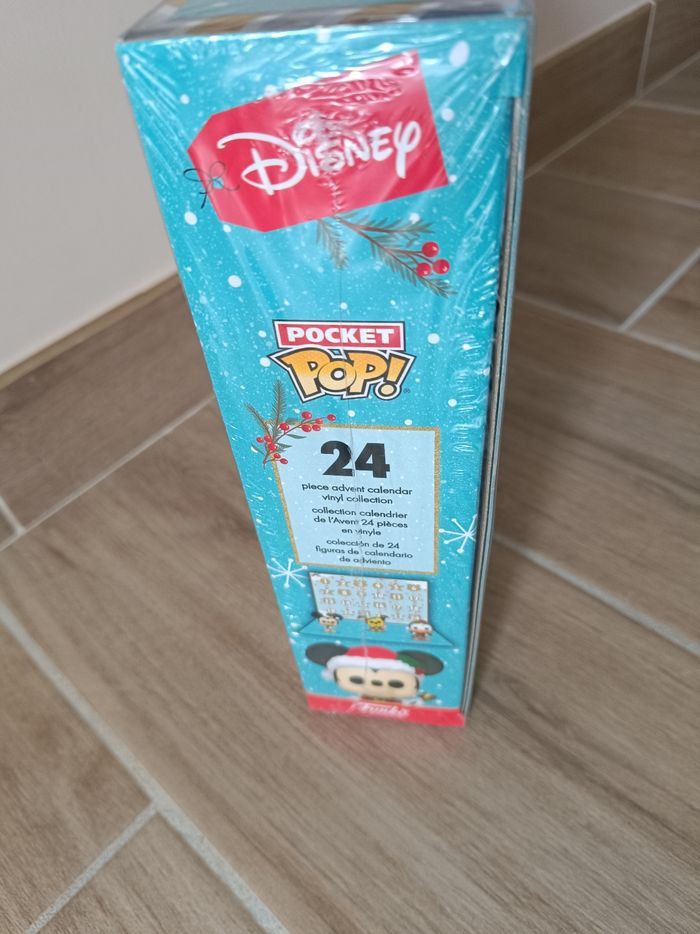 Disney
POCKET
POP!
24
piece advent calendar
vinyl collection
collection calendrier
de l'Avent 24 pièces
en vinyle
colección de 24
figuras de calendario
de adviento
Funko